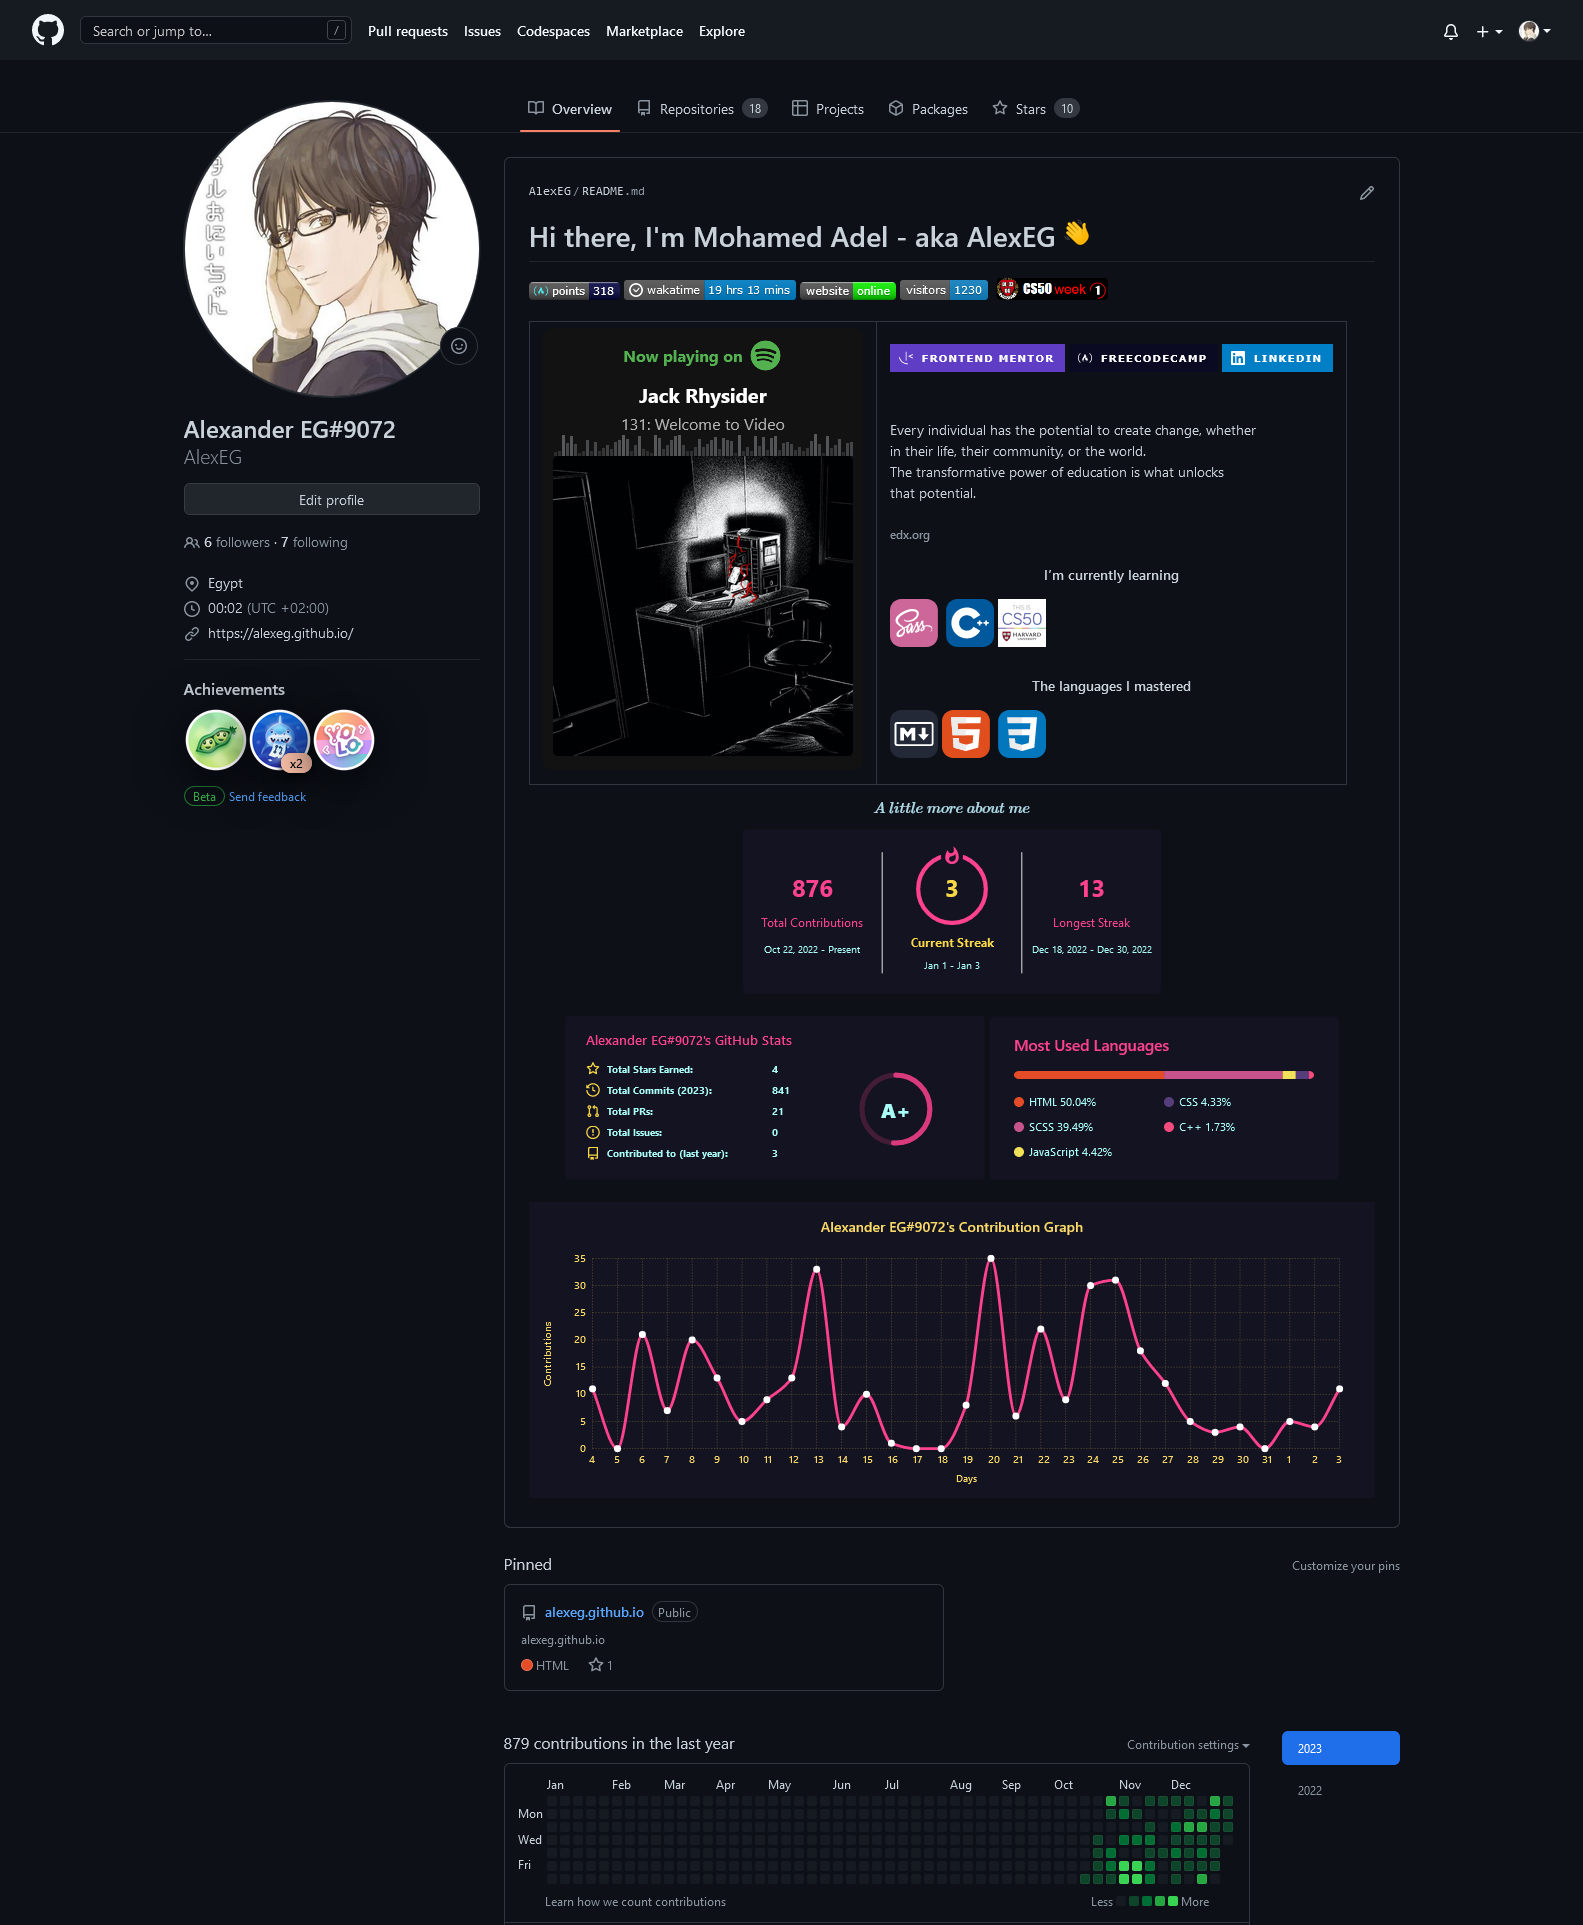 Search or jump to...
/
Pull requests
Issues
Codespaces
Marketplace
Explore
Overview
Repositories 18
Projects
Packages
Stars 10
ナルおにいちゃん
Alexander EG#9072
AlexEG
Edit profile
6 followers · 7 following
Egypt
00:02 (UTC +02:00)
https://alexeg.github.io/
Achievements
x2
YOLO
Beta Send feedback
AlexEG / README.md
Hi there, I'm Mohamed Adel - aka AlexEG 👋
points 318
wakatime 19 hrs 13 mins
website online
visitors 1230
CS50 week 1
Now playing on
Jack Rhysider
131: Welcome to Video
FRONTEND MENTOR
FREECODECAMP
LINKEDIN
Every individual has the potential to create change, whether
in their life, their community, or the world.
The transformative power of education is what unlocks
that potential.
edx.org
I'm currently learning
Sass
C++
THIS IS
CS50
HARVARD
The languages I mastered
M
5
3
A little more about me
876
Total Contributions
Oct 22, 2022 - Present
3
Current Streak
Jan 1 - Jan 3
13
Longest Streak
Dec 18, 2022 - Dec 30, 2022
Alexander EG#9072's GitHub Stats
Total Stars Earned: 4
Total Commits (2023): 841
Total PRs: 21
Total Issues: 0
Contributed to (last year): 3
A+
Most Used Languages
HTML 50.04%
CSS 4.33%
SCSS 39.49%
C++ 1.73%
JavaScript 4.42%
Alexander EG#9072's Contribution Graph
Contributions
35
30
25
20
15
10
5
0
4 5 6 7 8 9 10 11 12 13 14 15 16 17 18 19 20 21 22 23 24 25 26 27 28 29 30 31 1 2 3
Days
Pinned
Customize your pins
alexeg.github.io Public
alexeg.github.io
HTML 1
879 contributions in the last year
Contribution settings
2023
2022
Jan Feb Mar Apr May Jun Jul Aug Sep Oct Nov Dec
Mon
Wed
Fri
Learn how we count contributions
Less More